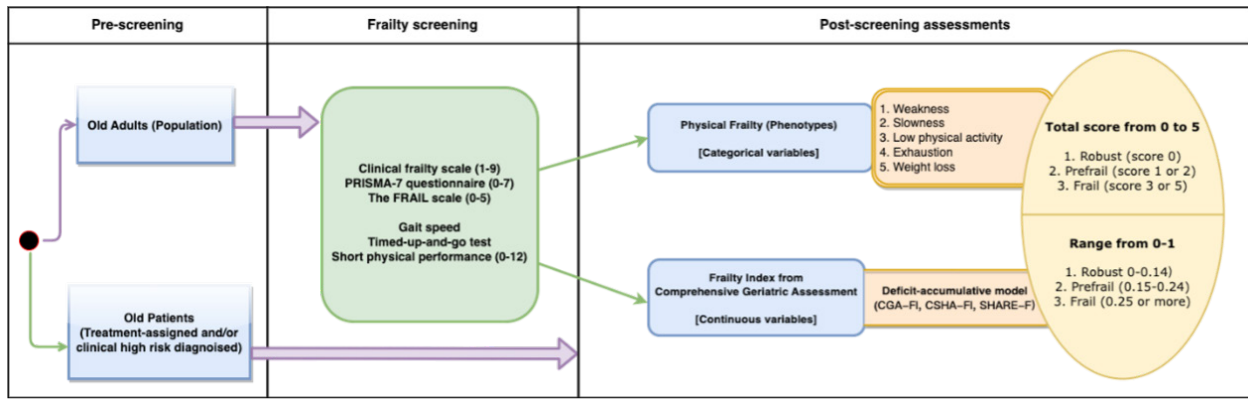 Pre-screening
Frailty screening
Post-screening assessments
Old Adults (Population)
Old Patients
(Treatment-assigned and/or
clinical high risk diagnoised)
Clinical frailty scale (1-9)
PRISMA-7 questionnaire (0-7)
The FRAIL scale (0-5)
Gait speed
Timed-up-and-go test
Short physical performance (0-12)
Physical Frailty (Phenotypes)
[Categorical variables]
1. Weakness
2. Slowness
3. Low physical activity
4. Exhaustion
5. Weight loss
Total score from 0 to 5
1. Robust (score 0)
2. Prefrail (score 1 or 2)
3. Frail (score 3 or 5)
Frailty Index from
Comprehensive Geriatric Assessment
[Continuous variables]
Deficit-accumulative model
(CGA–FI, CSHA–FI, SHARE–F)
Range from 0-1
1. Robust 0-0.14)
2. Prefrail (0.15-0.24)
3. Frail (0.25 or more)